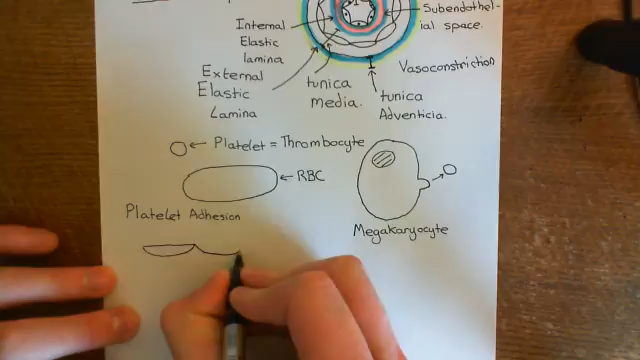 Internal
Elastic
lamina
Subendothel-
ial space.
External
Elastic
Lamina
tunica
media.
Vasoconstriction
tunica
Adventicia.
Platelet = Thrombocyte
RBC
Platelet Adhesion
Megakaryocyte